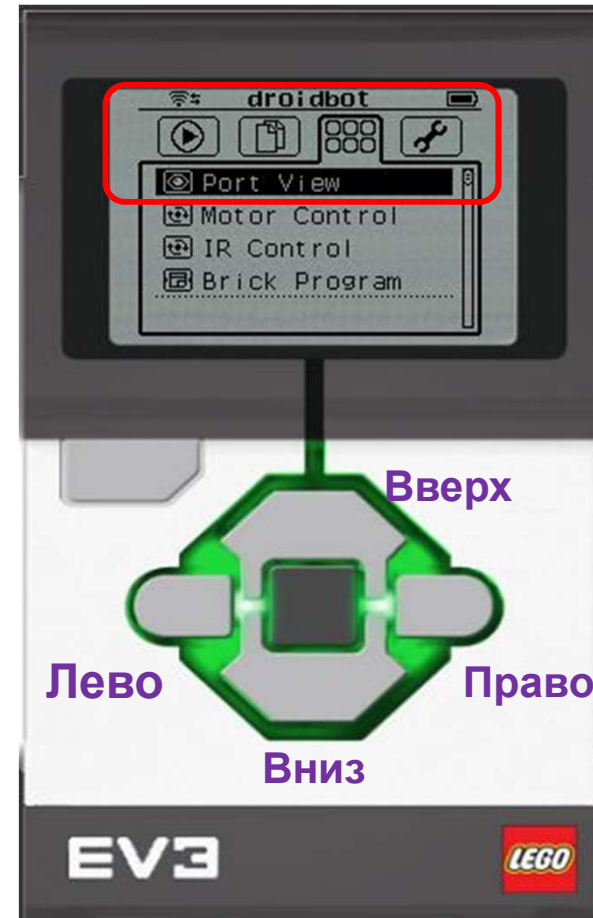 droidbot
Port View
Motor Control
IR Control
Brick Program
Вверх
Лево
Право
Вниз
EV3
LEGO